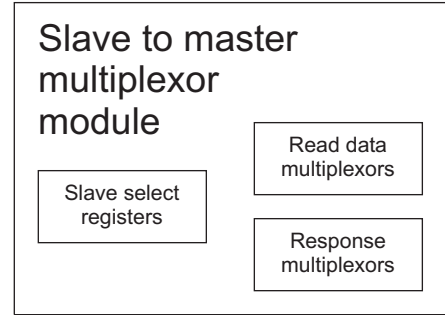 Slave to master
multiplexor
module
Read data
multiplexors
Slave select
registers
Response
multiplexors